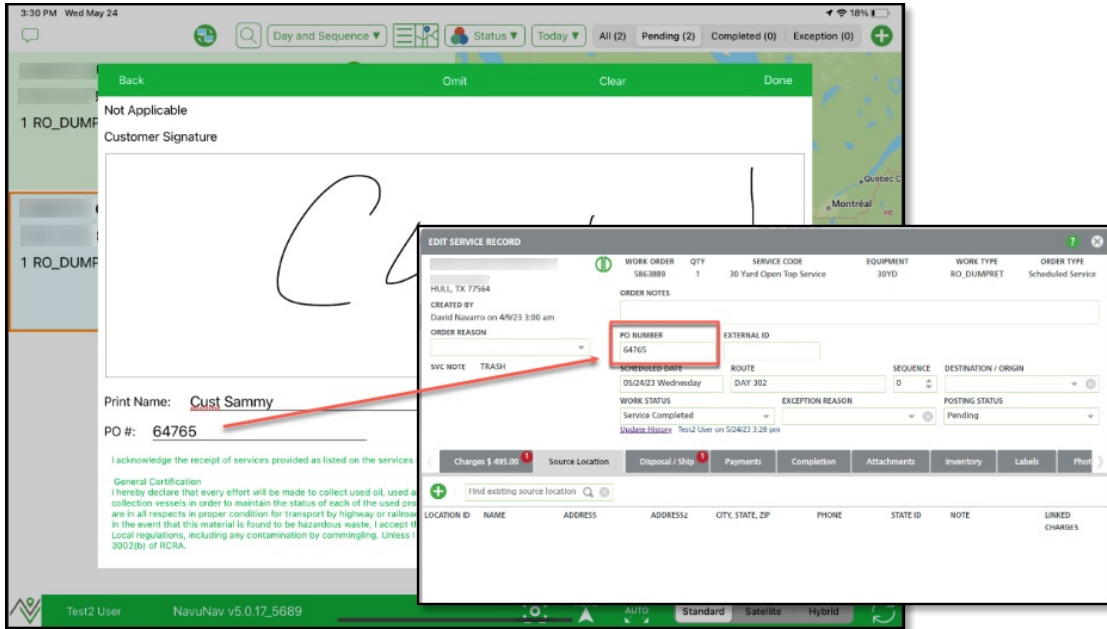 3:30 PM Wed May 24
18%
Day and Sequence ▼
Status ▼
Today ▼
All (2)
Pending (2)
Completed (0)
Exception (0)
Back
Omit
Clear
Done
Not Applicable
1 RO_DUMP
Customer Signature
Quebec C
Montréal
1 RO_DUMP
Print Name: Cust Sammy
PO #: 64765
I acknowledge the receipt of services provided as listed on the services
General Certification
I hereby declare that every effort will be made to collect used oil, used a
collection vessels in order to maintain the status of each of the used pro
are in all respects in proper condition for transport by highway or railroad
In the event that this material is found to be hazardous waste, I accept th
Local regulations, including any contamination by commingling. Unless I
3002(b) of RCRA.
Test2 User
NavuNav v5.0.17_5689
AUTO
Standard
Satellite
Hybrid
EDIT SERVICE RECORD
?
WORK ORDER
QTY
SERVICE CODE
EQUIPMENT
WORK TYPE
ORDER TYPE
5863889
1
30 Yard Open Top Service
30YD
RO_DUMPRET
Scheduled Service
HULL, TX 77564
ORDER NOTES
CREATED BY
David Navarro on 4/9/23 3:00 am
ORDER REASON
PO NUMBER
EXTERNAL ID
64765
SVC NOTE TRASH
SCHEDULED DATE
ROUTE
SEQUENCE
DESTINATION / ORIGIN
05/24/23 Wednesday
DAY 302
0
WORK STATUS
EXCEPTION REASON
POSTING STATUS
Service Completed
Pending
Update History Test2 User on 5/24/23 3:28 pm
Charges $ 495.00
1
Source Location
Disposal / Ship
1
Payments
Completion
Attachments
Inventory
Labels
Phot
Find existing source location
LOCATION ID
NAME
ADDRESS
ADDRESS2
CITY, STATE, ZIP
PHONE
STATE ID
NOTE
LINKED
CHARGES